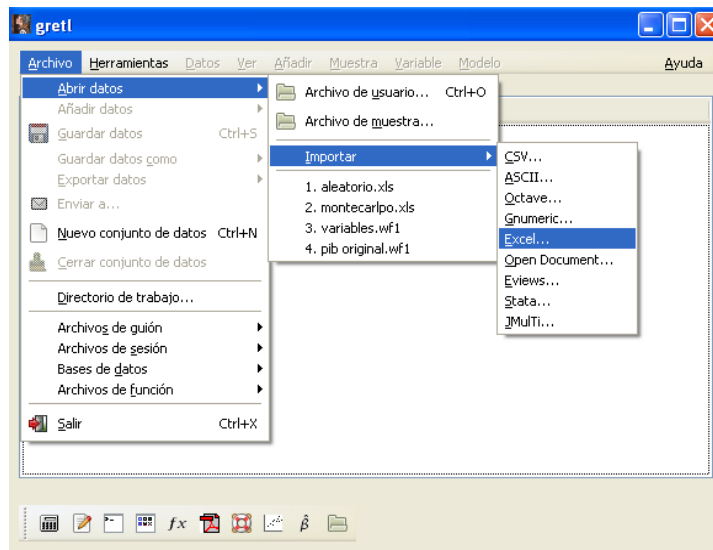 gretl
Archivo Herramientas Datos Ver Añadir Muestra Variable Modelo Ayuda
Abrir datos
Añadir datos
Guardar datos Ctrl+S
Guardar datos como
Exportar datos
Enviar a...
Nuevo conjunto de datos Ctrl+N
Cerrar conjunto de datos
Directorio de trabajo...
Archivos de guión
Archivos de sesión
Bases de datos
Archivos de función
Salir Ctrl+X
Archivo de usuario... Ctrl+O
Archivo de muestra...
Importar
1. aleatorio.xls
2. montecarlpo.xls
3. variables.wf1
4. pib original.wf1
CSV...
ASCII...
Octave...
Gnumeric...
Excel...
Open Document...
Eviews...
Stata...
JMulTi...
fx β̂